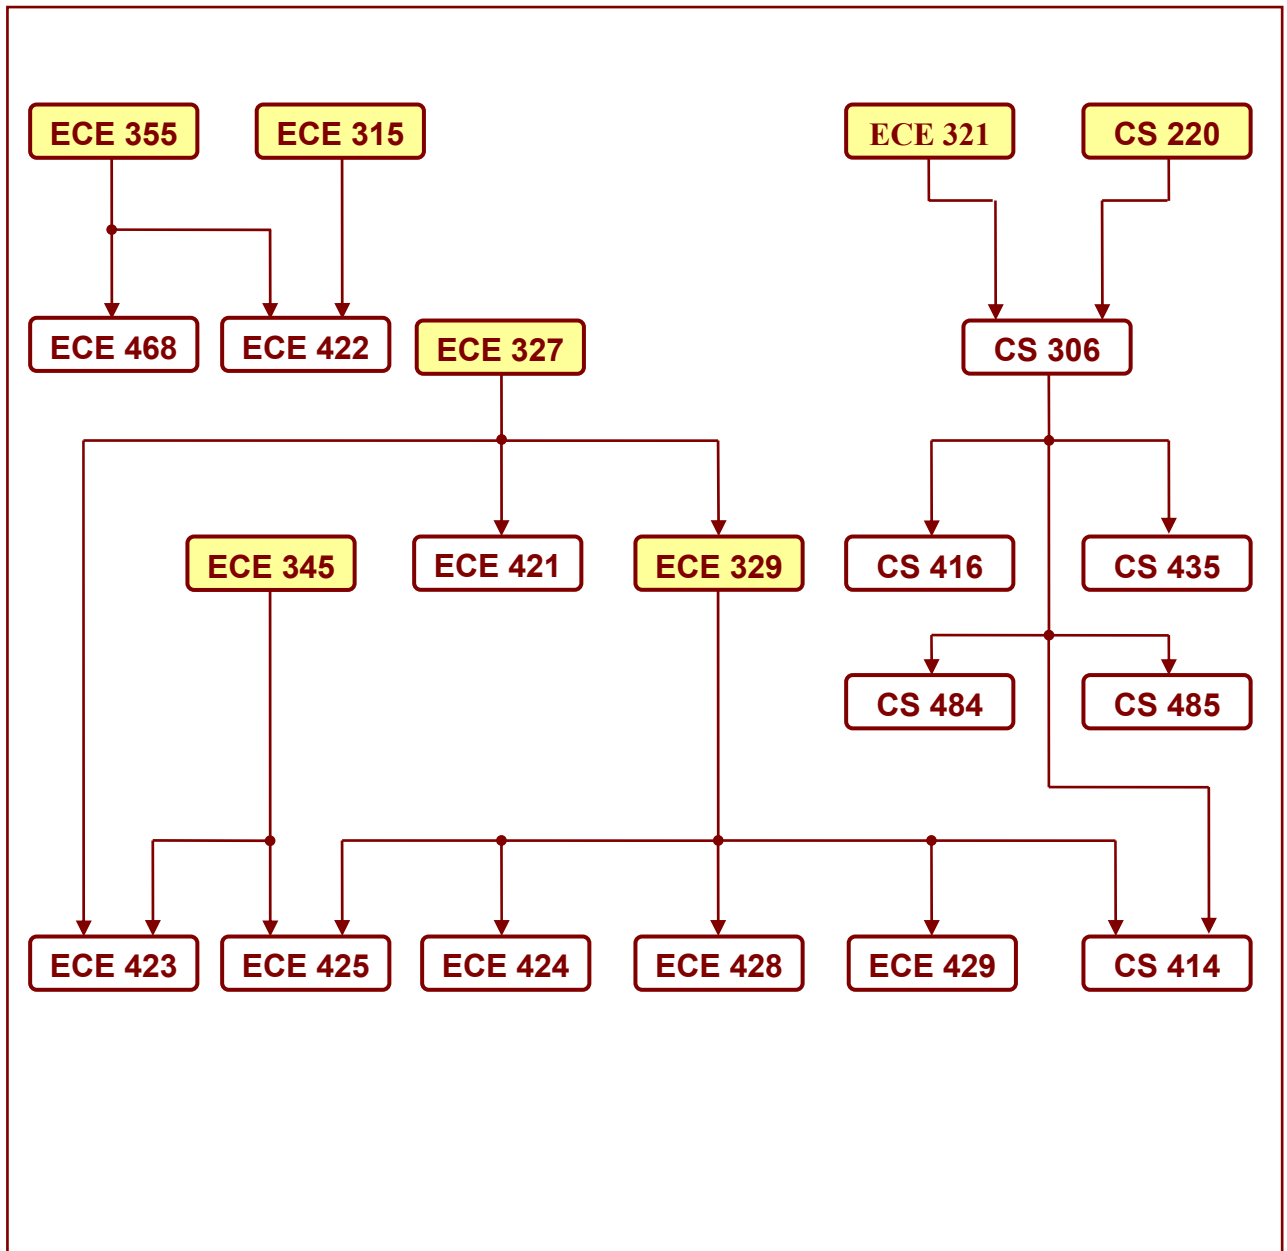 ECE 355
ECE 315
ECE 321
CS 220
ECE 468
ECE 422
ECE 327
CS 306
ECE 345
ECE 421
ECE 329
CS 416
CS 435
CS 484
CS 485
ECE 423
ECE 425
ECE 424
ECE 428
ECE 429
CS 414